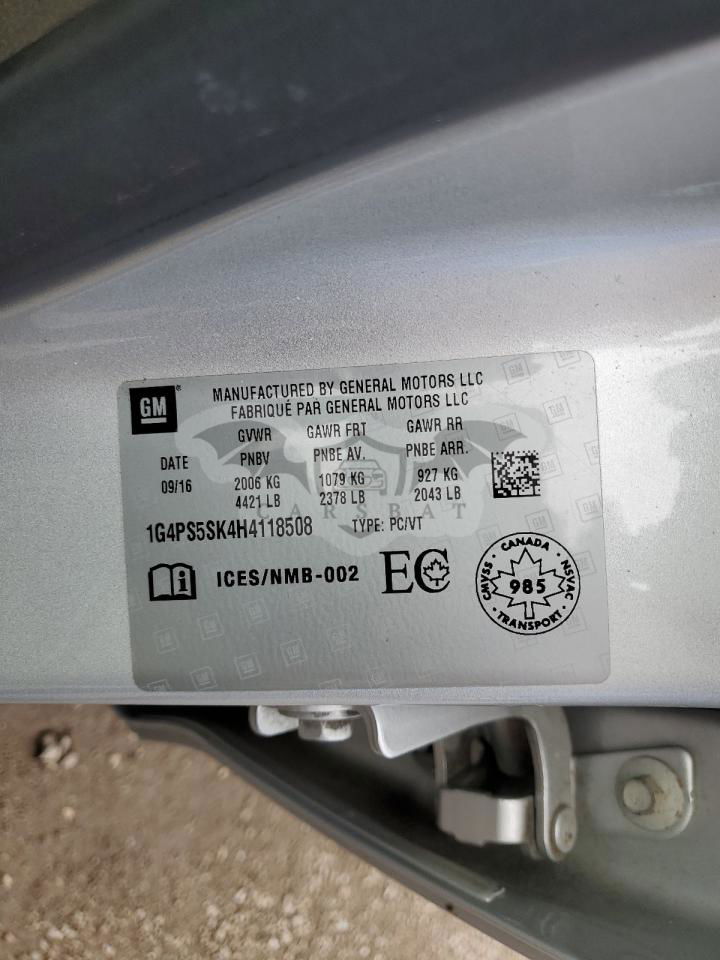 GM
MANUFACTURED BY GENERAL MOTORS LLC
FABRIQUÉ PAR GENERAL MOTORS LLC
GVWR GAWR FRT GAWR RR
DATE PNBV PNBE AV. PNBE ARR.
09/16 2006 KG 1079 KG 927 KG
4421 LB 2378 LB 2043 LB
CARSBAT
1G4PS5SK4H4118508 TYPE: PC/VT
i ICES/NMB-002 EC
CANADA
CMVSS 985 NSVAC
TRANSPORT